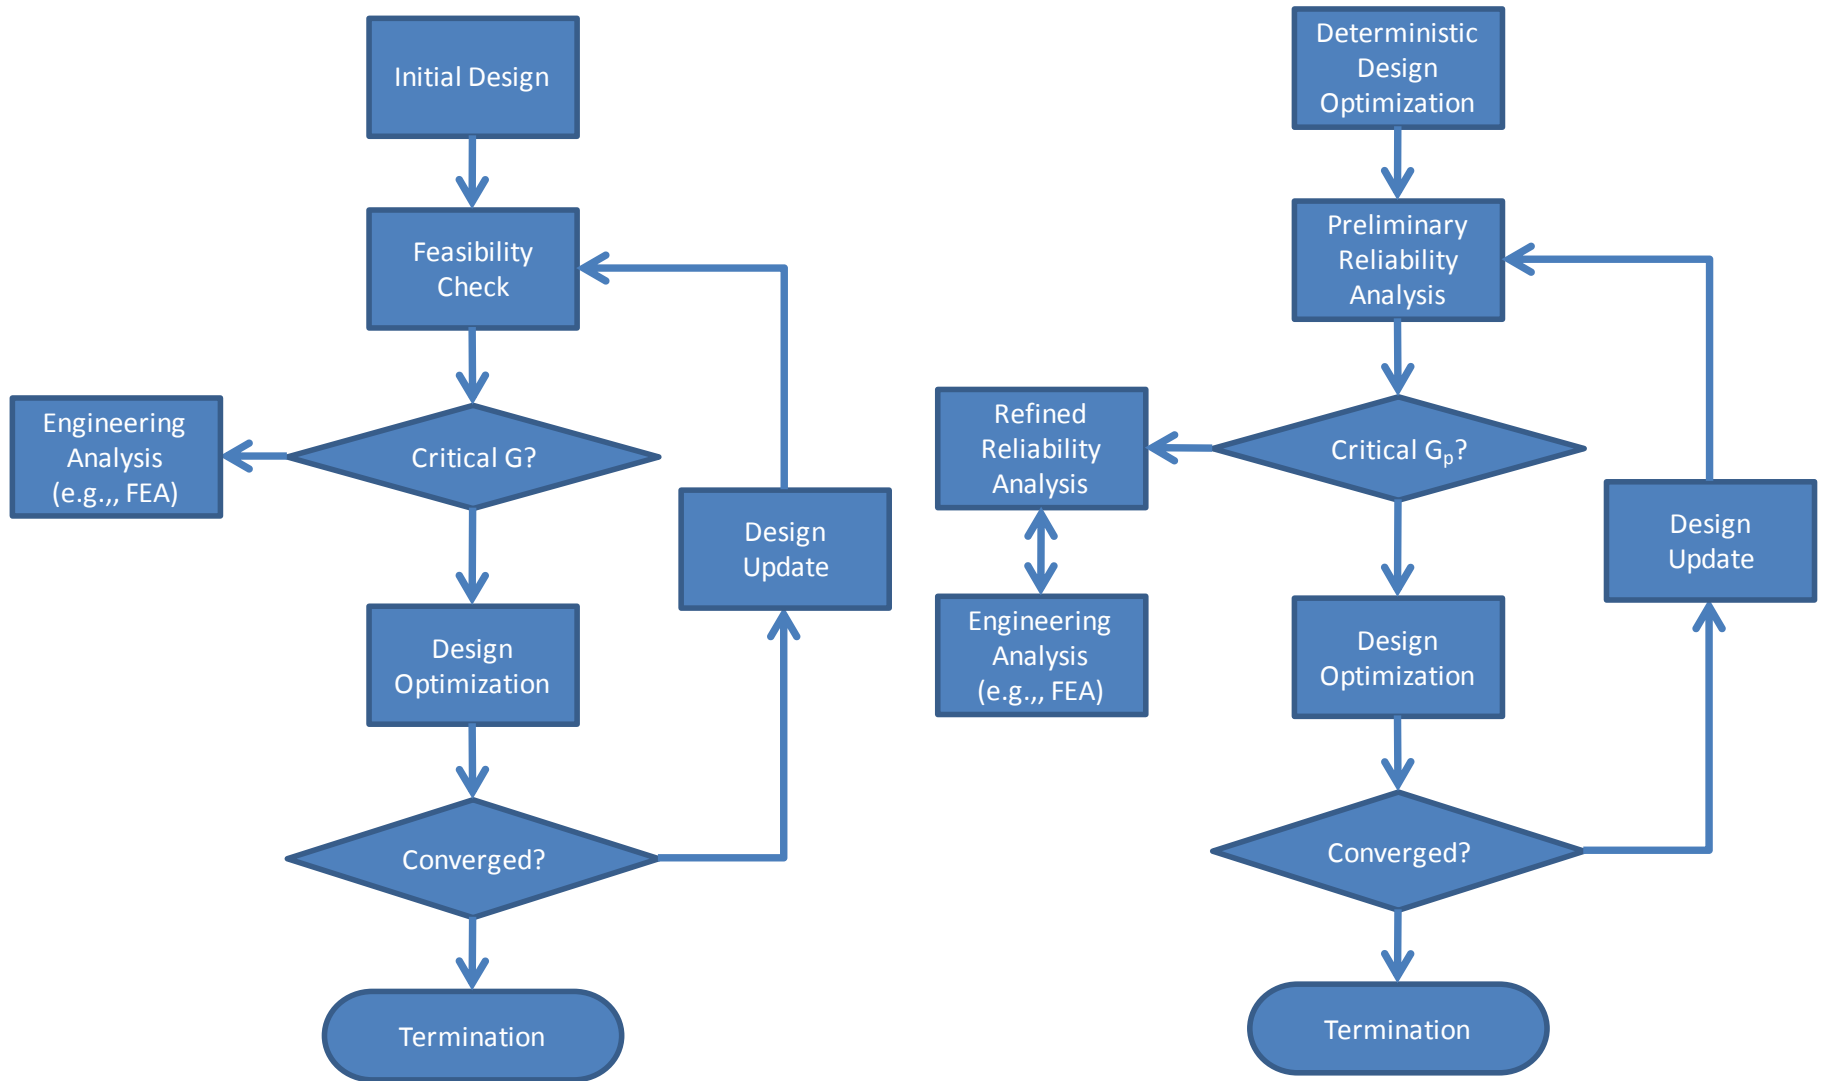 Initial Design
Feasibility
Check
Critical G?
Engineering
Analysis
(e.g.,, FEA)
Design
Update
Design
Optimization
Converged?
Termination
Deterministic
Design
Optimization
Preliminary
Reliability
Analysis
Critical Gp?
Refined
Reliability
Analysis
Engineering
Analysis
(e.g.,, FEA)
Design
Update
Design
Optimization
Converged?
Termination